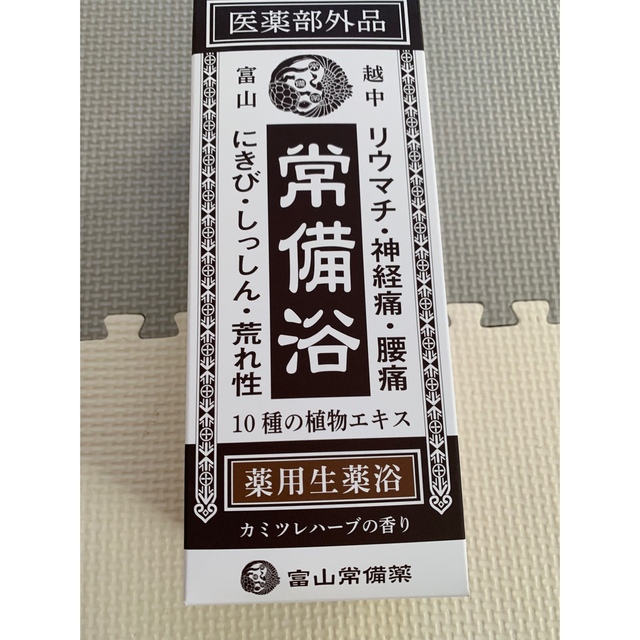 医薬部外品
越中
富山
リウマチ・神経痛・腰痛
常備浴
にきび・しっしん・荒れ性
10種の植物エキス
薬用生薬浴
カミツレハーブの香り
富山常備薬